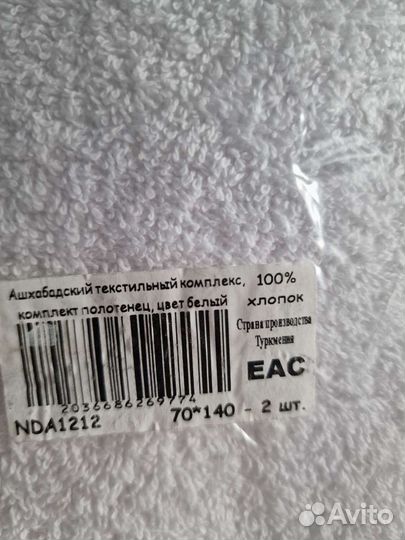 Ашхабадский текстильный комплекс,
комплект полотенец, цвет белый
100%
хлопок
Страна производства
Туркмения
EAC
2036686269774
NDA1212
70*140 - 2 шт.
Avito